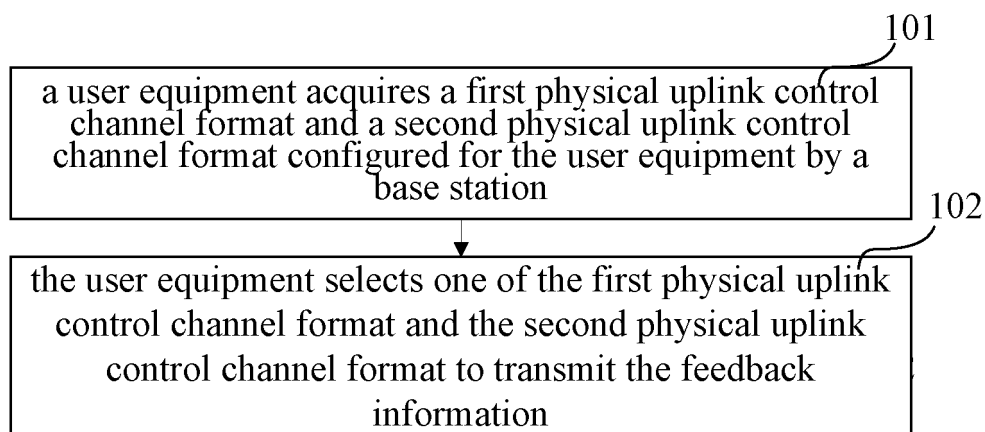 101
a user equipment acquires a first physical uplink control
channel format and a second physical uplink control
channel format configured for the user equipment by a
base station
102
the user equipment selects one of the first physical uplink
control channel format and the second physical uplink
control channel format to transmit the feedback
information